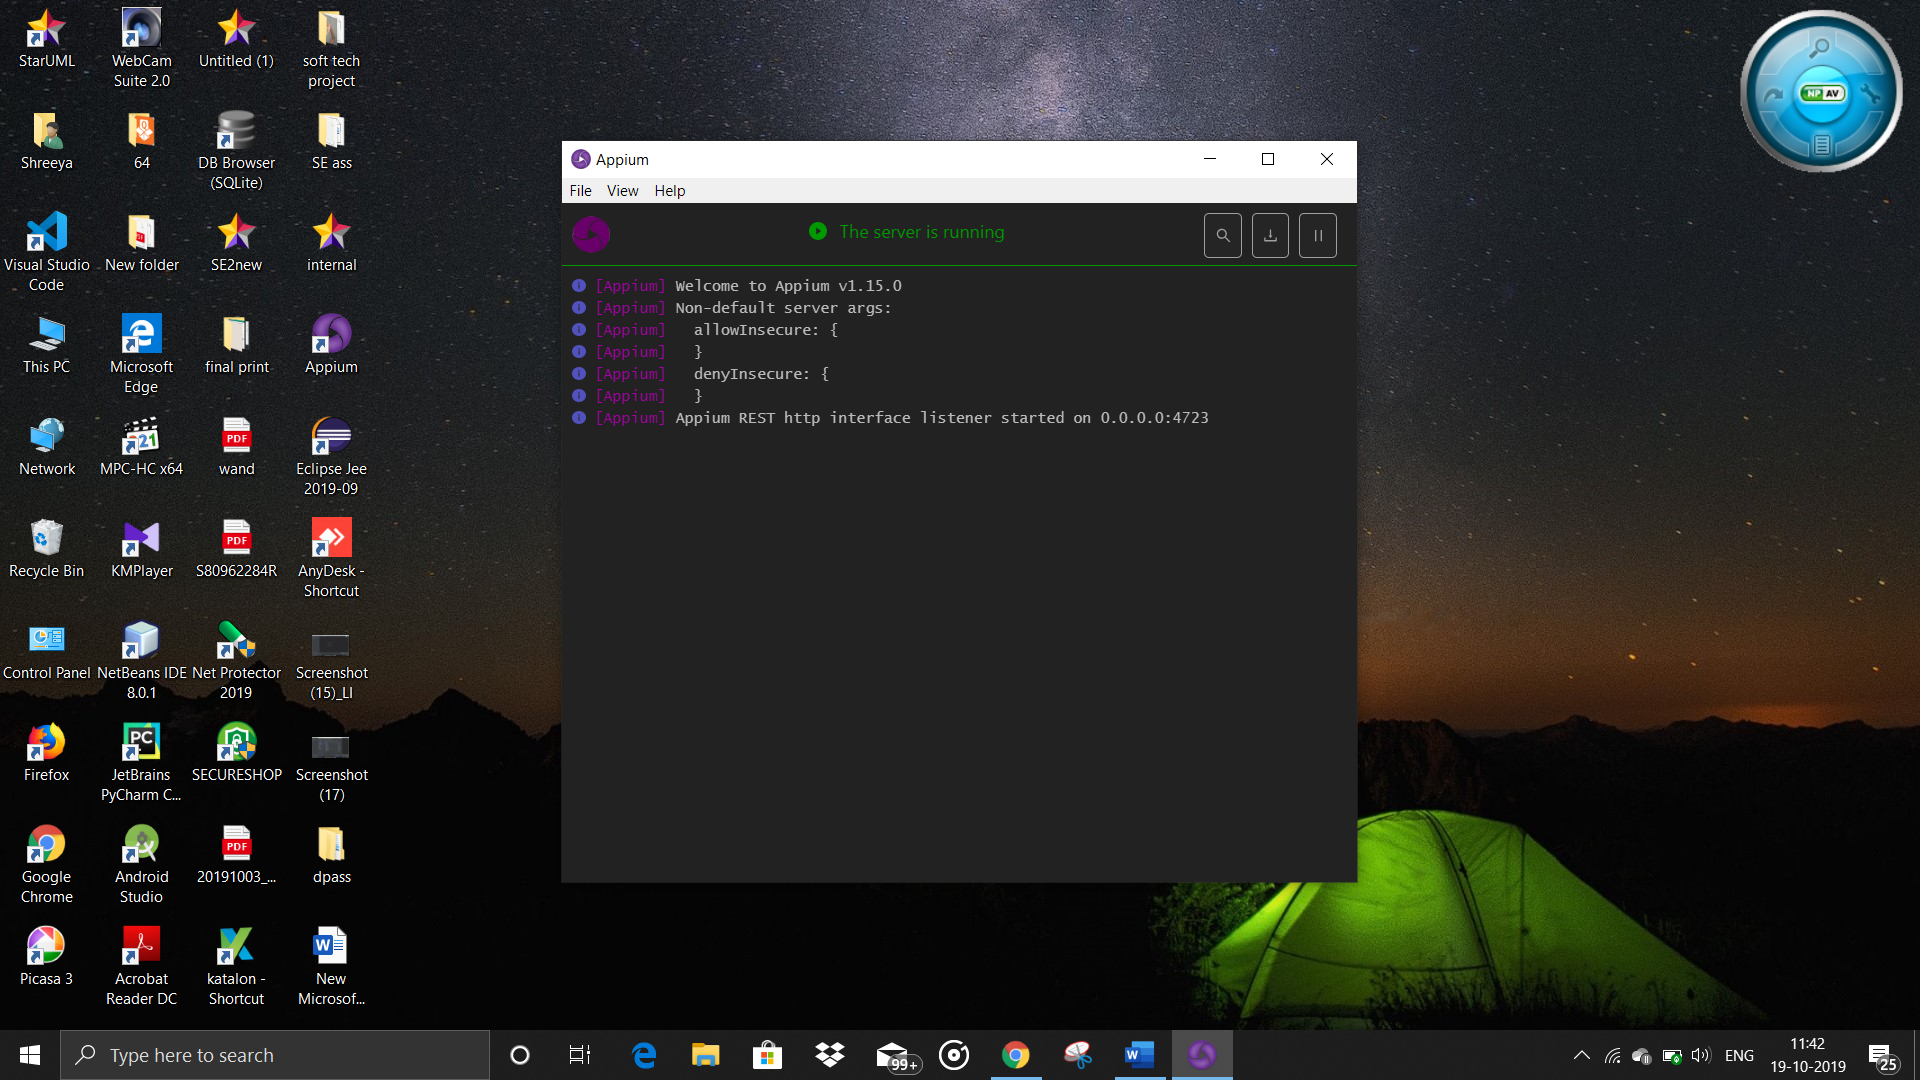 StarUML
WebCam
Suite 2.0
Untitled (1)
soft tech
project
Shreeya
64
DB Browser
(SQLite)
SE ass
Visual Studio
Code
New folder
SE2new
internal
This PC
Microsoft
Edge
final print
Appium
Network
MPC-HC x64
wand
Eclipse Jee
2019-09
Recycle Bin
KMPlayer
S80962284R
AnyDesk -
Shortcut
Control Panel
NetBeans IDE
8.0.1
Net Protector
2019
Screenshot
(15)_LI
Firefox
JetBrains
PyCharm C...
SECURESHOP
Screenshot
(17)
Google
Chrome
Android
Studio
20191003_...
dpass
Picasa 3
Acrobat
Reader DC
katalon -
Shortcut
New
Microsof...
321
PDF
PDF
PC
PDF
W
NP AV
Appium
File View Help
The server is running
[Appium] Welcome to Appium v1.15.0
[Appium] Non-default server args:
[Appium]   allowInsecure: {
[Appium]   }
[Appium]   denyInsecure: {
[Appium]   }
[Appium] Appium REST http interface listener started on 0.0.0.0:4723
Type here to search
99+
W
ENG
11:42
19-10-2019
25